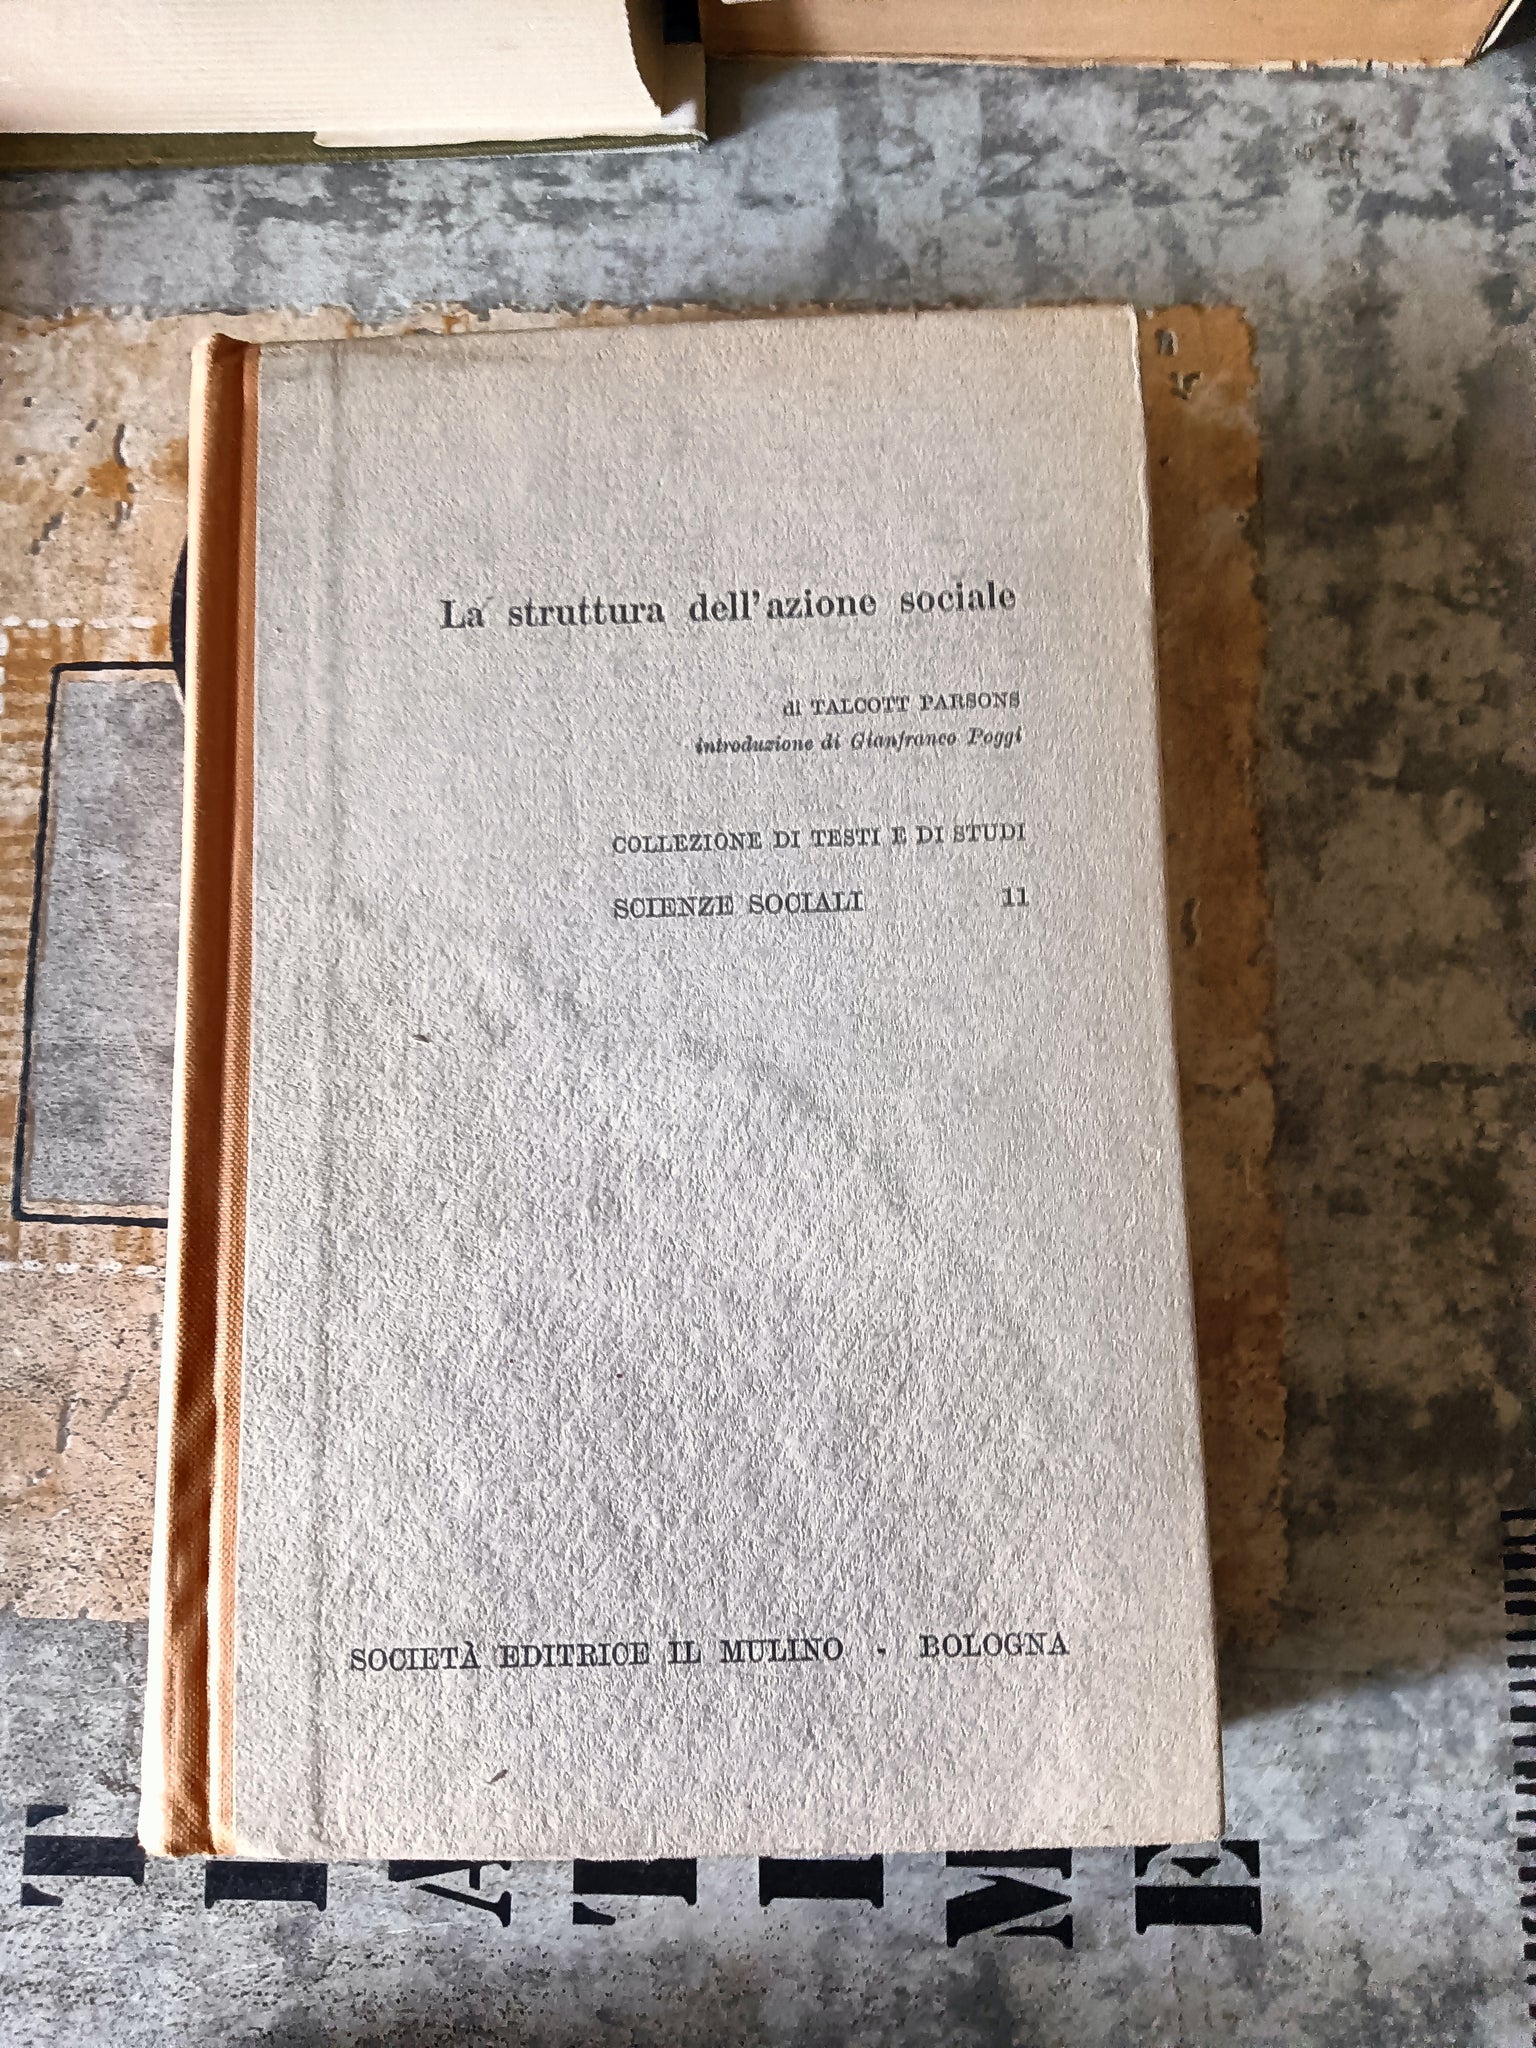 La struttura dell'azione sociale
di TALCOTT PARSONS
introduzione di Gianfranco Poggi
COLLEZIONE DI TESTI E DI STUDI
SCIENZE SOCIALI 11
SOCIETÀ EDITRICE IL MULINO - BOLOGNA